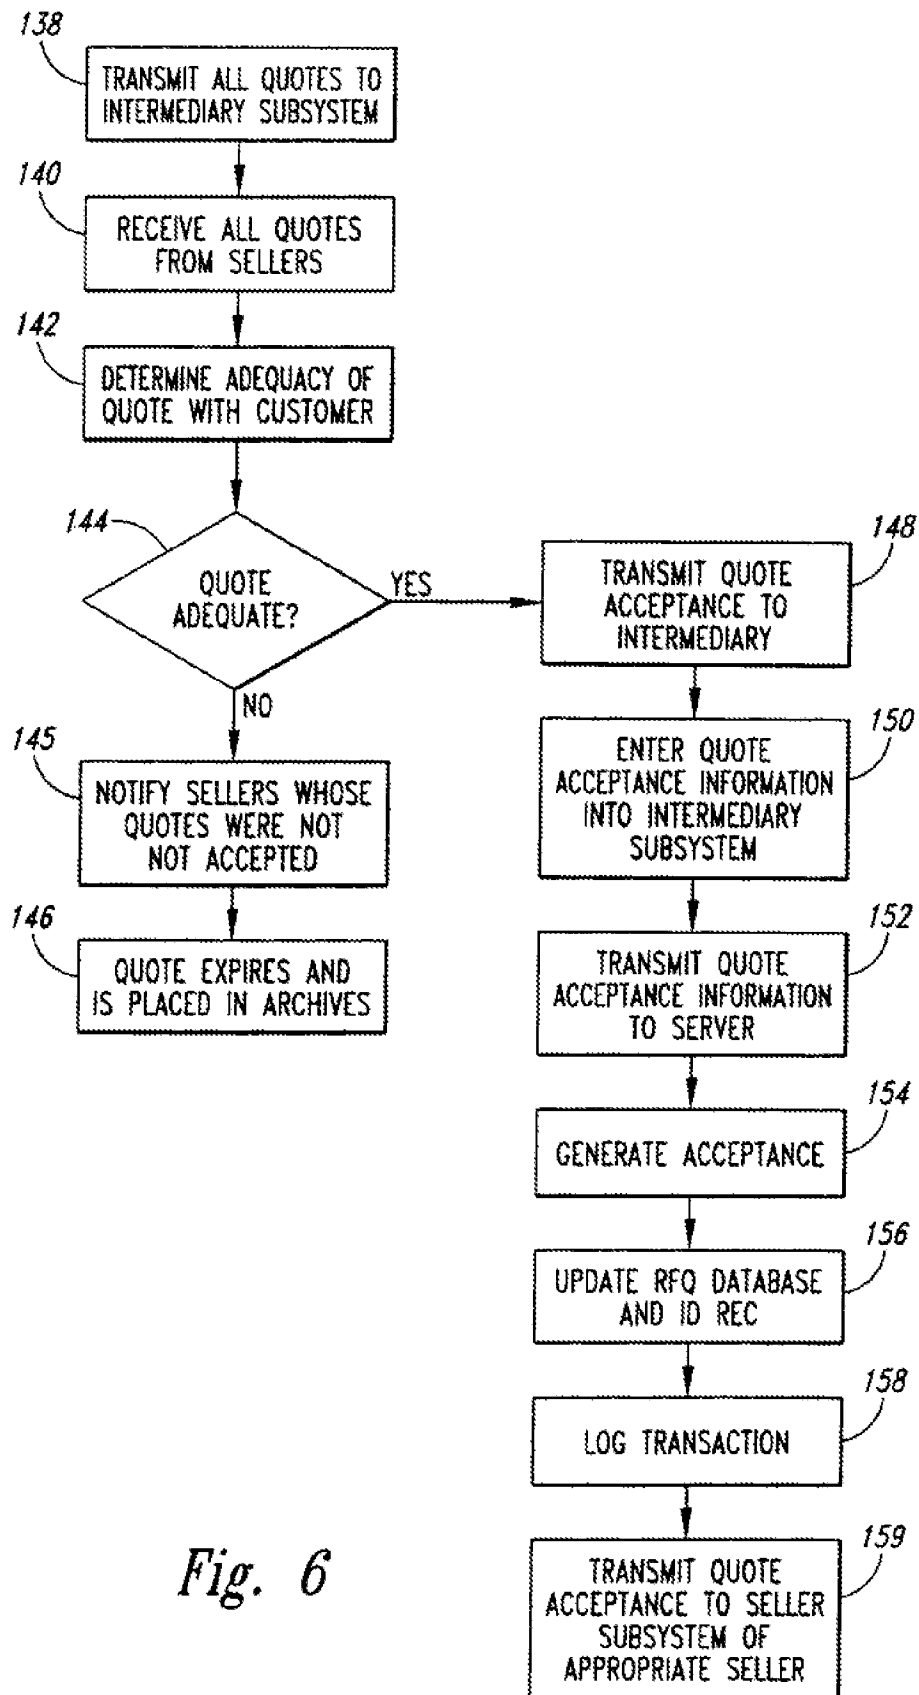 138
TRANSMIT ALL QUOTES TO
INTERMEDIARY SUBSYSTEM
140
RECEIVE ALL QUOTES
FROM SELLERS
142
DETERMINE ADEQUACY OF
QUOTE WITH CUSTOMER
144
QUOTE
ADEQUATE?
YES
NO
145
NOTIFY SELLERS WHOSE
QUOTES WERE NOT
NOT ACCEPTED
146
QUOTE EXPIRES AND
IS PLACED IN ARCHIVES
148
TRANSMIT QUOTE
ACCEPTANCE TO
INTERMEDIARY
150
ENTER QUOTE
ACCEPTANCE INFORMATION
INTO INTERMEDIARY
SUBSYSTEM
152
TRANSMIT QUOTE
ACCEPTANCE INFORMATION
TO SERVER
154
GENERATE ACCEPTANCE
156
UPDATE RFQ DATABASE
AND ID REC
158
LOG TRANSACTION
159
TRANSMIT QUOTE
ACCEPTANCE TO SELLER
SUBSYSTEM OF
APPROPRIATE SELLER
Fig. 6